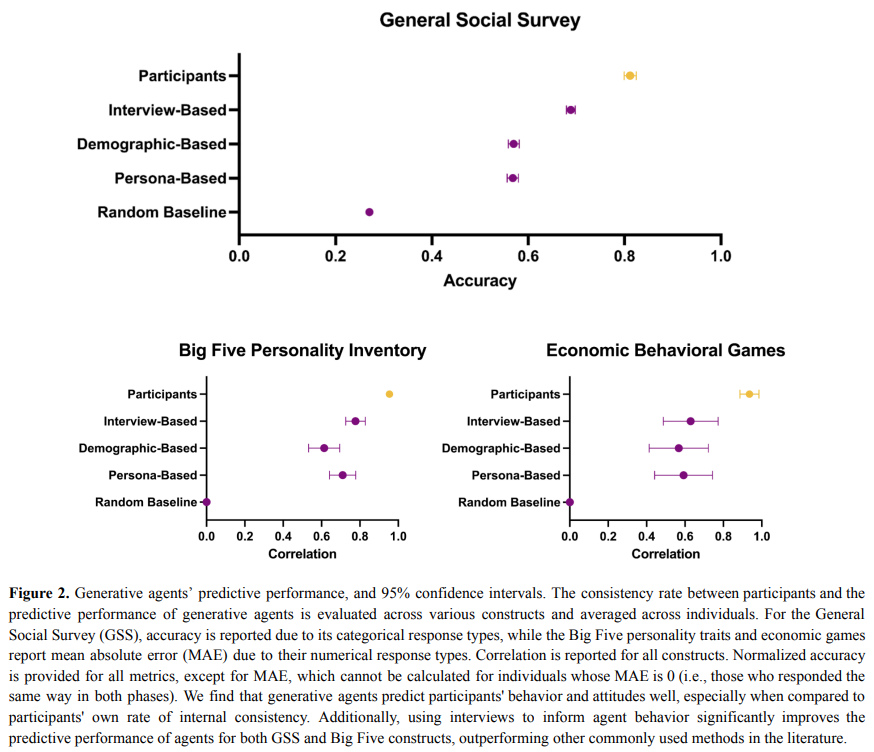 General Social Survey
Participants
Interview-Based
Demographic-Based
Persona-Based
Random Baseline
0.0 0.2 0.4 0.6 0.8 1.0
Accuracy
Big Five Personality Inventory
Participants
Interview-Based
Demographic-Based
Persona-Based
Random Baseline
0.0 0.2 0.4 0.6 0.8 1.0
Correlation
Economic Behavioral Games
Participants
Interview-Based
Demographic-Based
Persona-Based
Random Baseline
0.0 0.2 0.4 0.6 0.8 1.0
Correlation
Figure 2. Generative agents’ predictive performance, and 95% confidence intervals. The consistency rate between participants and the
predictive performance of generative agents is evaluated across various constructs and averaged across individuals. For the General
Social Survey (GSS), accuracy is reported due to its categorical response types, while the Big Five personality traits and economic games
report mean absolute error (MAE) due to their numerical response types. Correlation is reported for all constructs. Normalized accuracy
is provided for all metrics, except for MAE, which cannot be calculated for individuals whose MAE is 0 (i.e., those who responded the
same way in both phases). We find that generative agents predict participants' behavior and attitudes well, especially when compared to
participants' own rate of internal consistency. Additionally, using interviews to inform agent behavior significantly improves the
predictive performance of agents for both GSS and Big Five constructs, outperforming other commonly used methods in the literature.